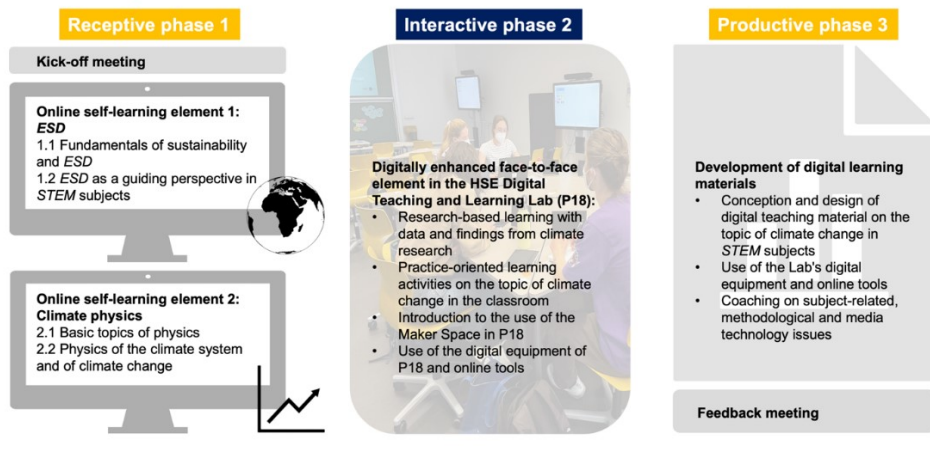 Receptive phase 1
Kick-off meeting
Online self-learning element 1:
ESD
1.1 Fundamentals of sustainability
and ESD
1.2 ESD as a guiding perspective in
STEM subjects
Online self-learning element 2:
Climate physics
2.1 Basic topics of physics
2.2 Physics of the climate system
and of climate change
Interactive phase 2
Digitally enhanced face-to-face
element in the HSE Digital
Teaching and Learning Lab (P18):
• Research-based learning with
data and findings from climate
research
• Practice-oriented learning
activities on the topic of climate
change in the classroom
• Introduction to the use of the
Maker Space in P18
• Use of the digital equipment of
P18 and online tools
Productive phase 3
Development of digital learning
materials
• Conception and design of
digital teaching material on the
topic of climate change in
STEM subjects
• Use of the Lab's digital
equipment and online tools
• Coaching on subject-related,
methodological and media
technology issues
Feedback meeting